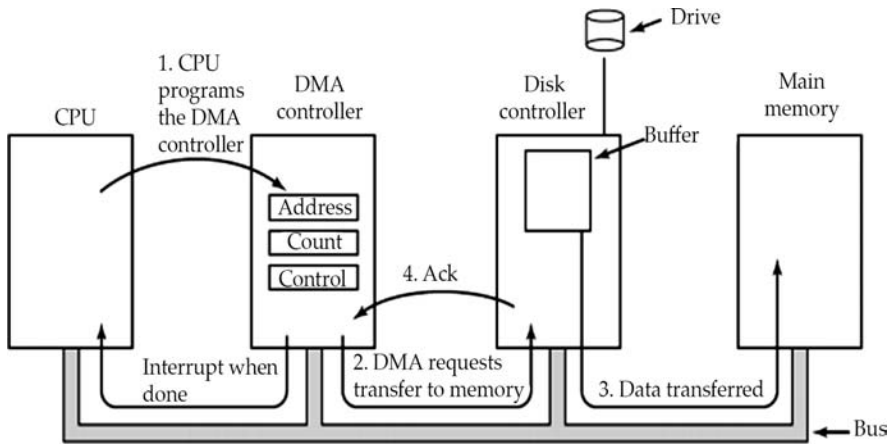 Drive
1. CPU
programs
the DMA
controller
CPU
DMA
controller
Disk
controller
Main
memory
Buffer
Address
Count
Control
4. Ack
Interrupt when
done
2. DMA requests
transfer to memory
3. Data transferred
Bus